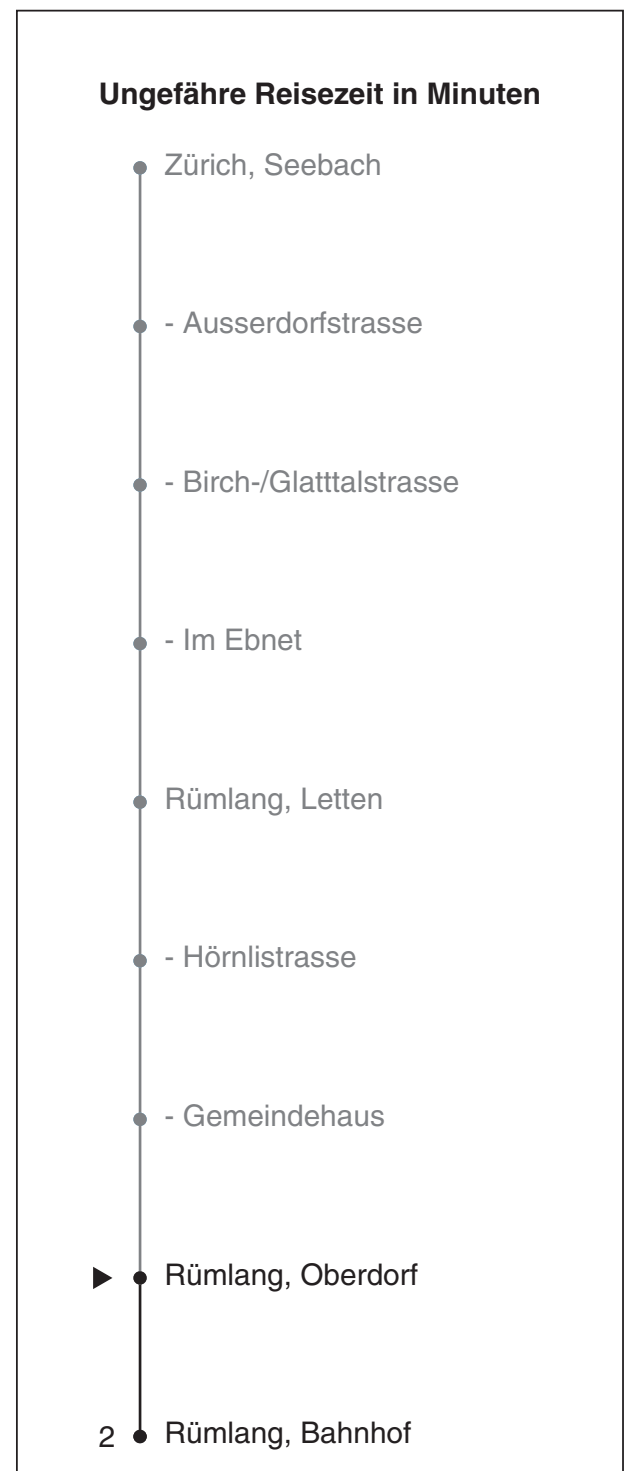 Ungefähre Reisezeit in Minuten
Zürich, Seebach
- Ausserdorfstrasse
- Birch-/Glatttalstrasse
- Im Ebnet
Rümlang, Letten
- Hörnlistrasse
- Gemeindehaus
Rümlang, Oberdorf
2 Rümlang, Bahnhof